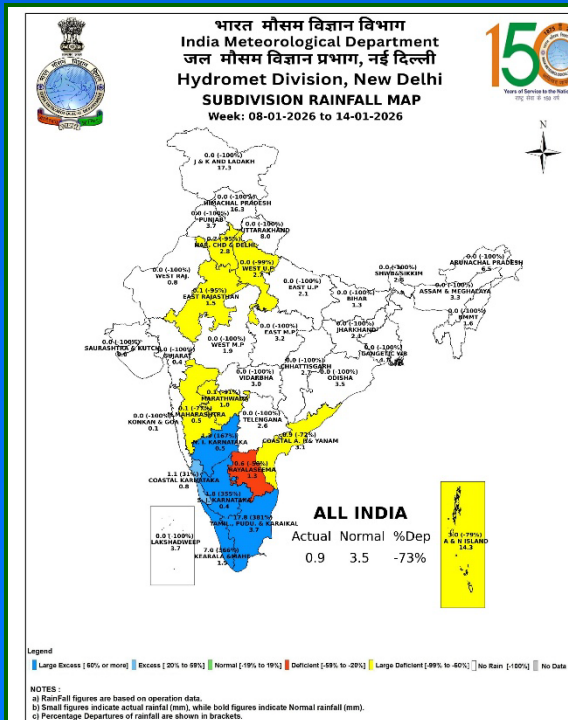 भारत मौसम विज्ञान विभाग
India Meteorological Department
जल मौसम विज्ञान प्रभाग, नई दिल्ली
Hydromet Division, New Delhi
SUBDIVISION RAINFALL MAP
Week: 08-01-2026 to 14-01-2026
150
Years of Service to the Nation
N
0.0 (-100%)
J & K AND LADAKH
17.3
0.0 (-100%)
HIMACHAL PRADESH
16.3
0.0 (-100%)
PUNJAB
3.7
0.0 (-100%)
UTTARAKHAND
8.0
0.2 (-95%)
HAR. CHD & DELHI
2.8
0.0 (-99%)
WEST U.P.
0.0 (-100%)
WEST RAJ.
0.8
0.1 (-95%)
EAST RAJASTHAN
1.5
0.0 (-100%)
EAST U.P
2.1
0.0 (-100%)
BIHAR
1.3
0.0 (-100%)
SHWB&SIKKIM
0.0 (-100%)
ARUNACHAL PRADESH
6.5
0.0 (-100%)
ASSAM & MEGHALAYA
3.3
0.0 (-100%)
NMMT
1.6
0.0 (-100%)
SAURASHTRA & KUTCH
0.0 (-100%)
GUJARAT
0.4
0.0 (-100%)
WEST M.P
1.9
0.0 (-100%)
EAST M.P
3.2
0.0 (-100%)
JHARKHAND
0.0 (-100%)
GANGETIC WB
0.0 (-100%)
VIDARBHA
3.0
0.0 (-100%)
CHHATTISGARH
0.0 (-100%)
ODISHA
3.5
0.1 (-91%)
MARATHWADA
1.0
M.MAHARASHTRA
0.5
0.0 (-100%)
KONKAN & GOA
0.1
0.0 (-100%)
TELENGANA
2.6
0.9 (-72%)
COASTAL A. P.& YANAM
3.1
(167%)
N. I. KARNATAKA
0.5
RAYALASEEMA
1.3
1.1 (31%)
COASTAL KARNATAKA
0.8
(355%)
S. I. KARNATAKA
0.4
17.8 (381%)
TAMIL. PUDU. & KARAIKAL
3.7
0.0 (-100%)
LAKSHADWEEP
3.7
KEARALA & MAHE
(-79%)
A & N ISLAND
14.3
ALL INDIA
Actual Normal %Dep
0.9 3.5 -73%
Legend
Large Excess [ 60% or more] Excess [ 20% to 59%] Normal [-19% to 19%] Deficient [-59% to -20%] Large Deficient [-99% to -60%] No Rain [-100%] No Data
NOTES :
a) RainFall figures are based on operation data.
b) Small figures indicate actual rainfal (mm), while bold figures indicate Normal rainfall (mm).
c) Percentage Departures of rainfall are shown in brackets.